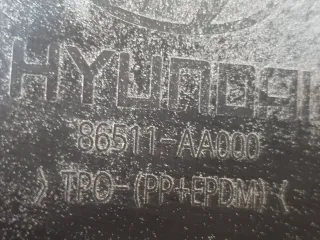 HYUNDAI
86511-AA000
>TPO-(PP+EPDM)<